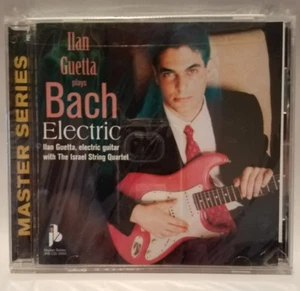 MASTER SERIES
Ilan
Guetta
plays
Bach
Electric
Ilan Guetta, electric guitar
with The Israel String Quartet